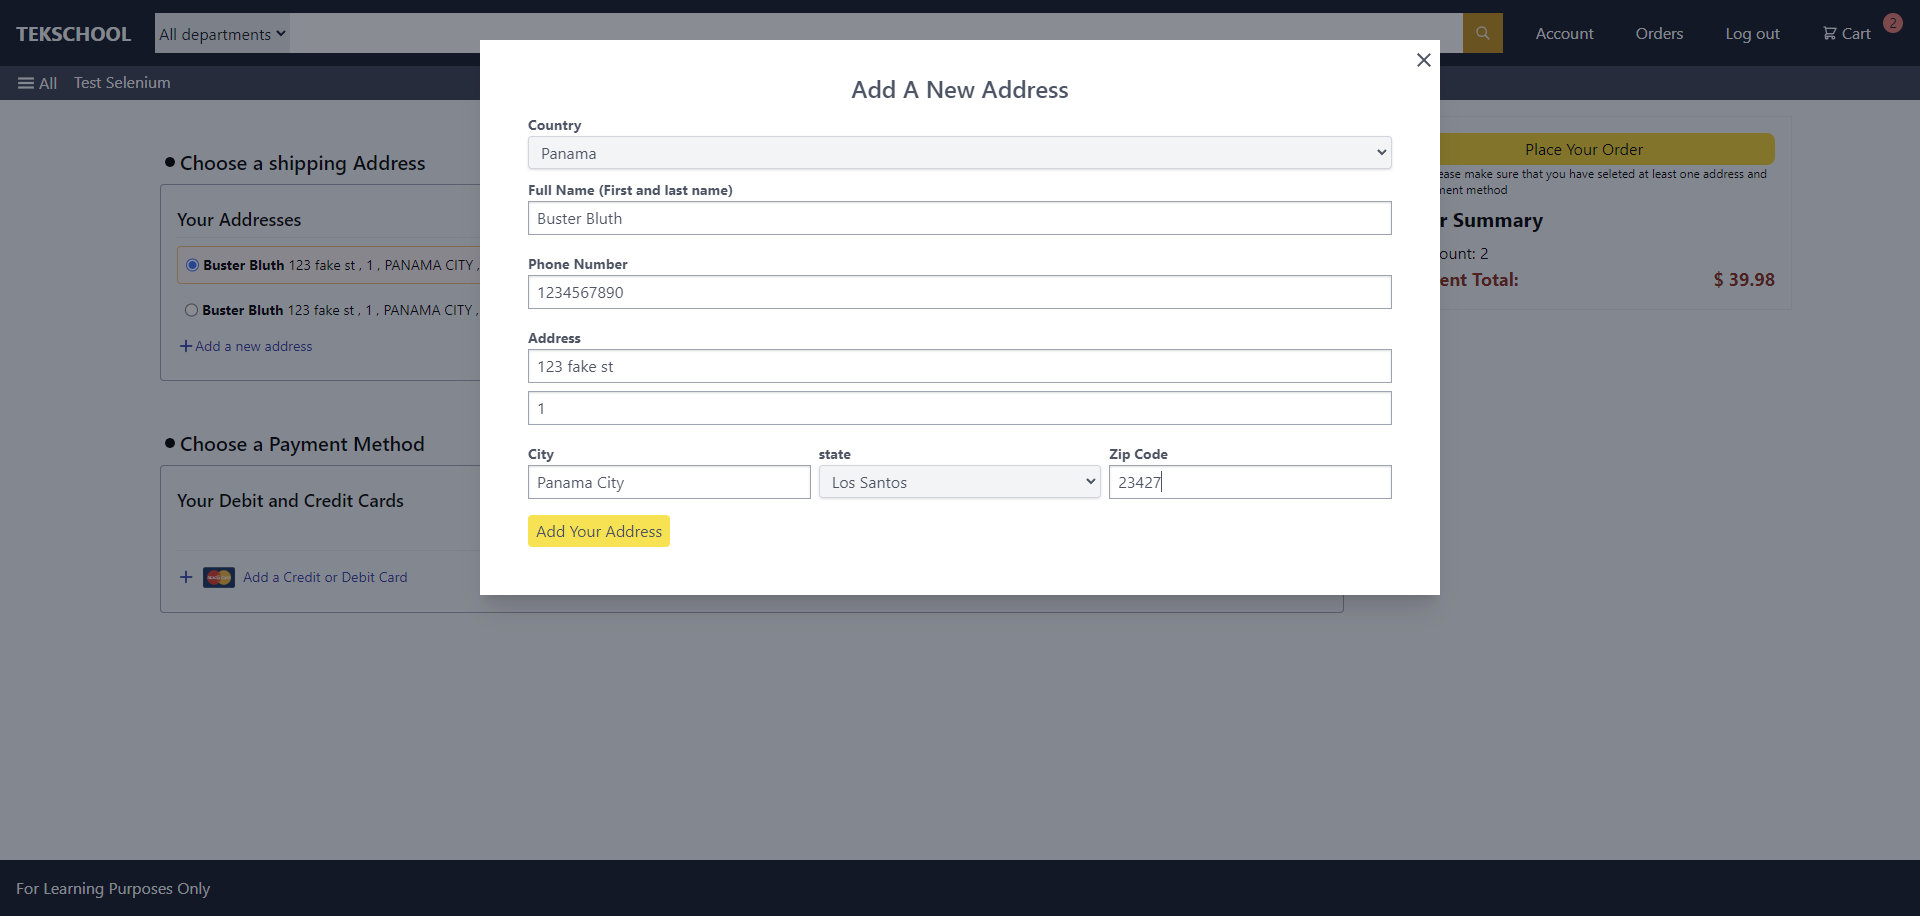 TEKSCHOOL
All departments
Account
Orders
Log out
Cart
2
All
Test Selenium
Add A New Address
Country
Panama
Full Name (First and last name)
Buster Bluth
Phone Number
1234567890
Address
123 fake st
1
City
state
Zip Code
Panama City
Los Santos
23427
Add Your Address
Choose a shipping Address
Your Addresses
Buster Bluth 123 fake st , 1 , PANAMA CITY ,
Buster Bluth 123 fake st , 1 , PANAMA CITY ,
Add a new address
Choose a Payment Method
Your Debit and Credit Cards
Add a Credit or Debit Card
Place Your Order
make sure that you have seleted at least one address and
method
Summary
2
Total:
$ 39.98
For Learning Purposes Only